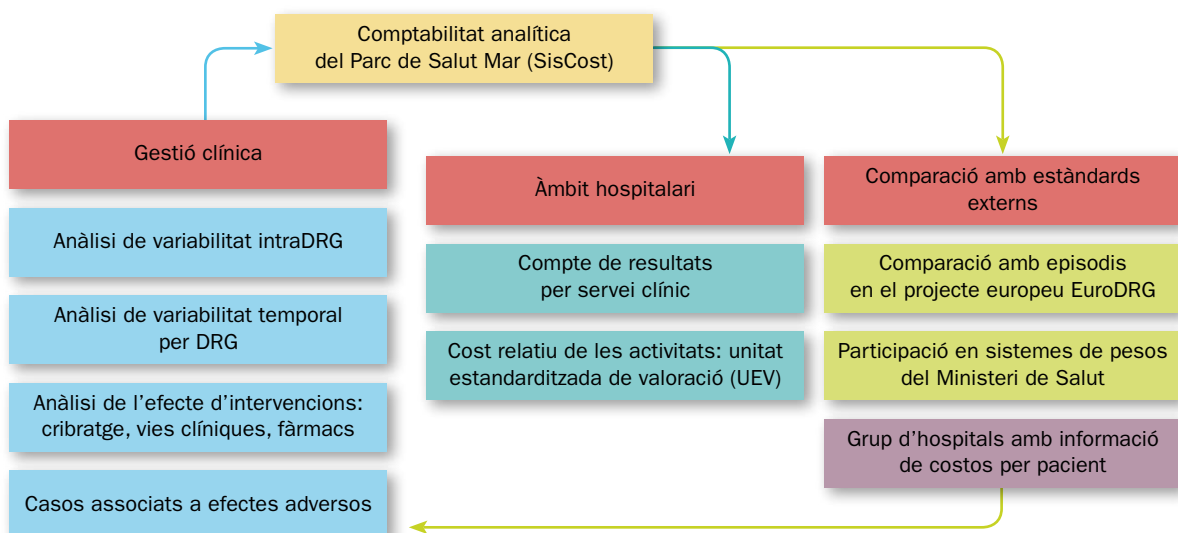 Comptabilitat analítica
del Parc de Salut Mar (SisCost)
Gestió clínica
Anàlisi de variabilitat intraDRG
Anàlisi de variabilitat temporal
per DRG
Anàlisi de l’efecte d’intervencions:
cribratge, vies clíniques, fàrmacs
Casos associats a efectes adversos
Àmbit hospitalari
Compte de resultats
per servei clínic
Cost relatiu de les activitats: unitat
estandarditzada de valoració (UEV)
Comparació amb estàndards
externs
Comparació amb episodis
en el projecte europeu EuroDRG
Participació en sistemes de pesos
del Ministeri de Salut
Grup d’hospitals amb informació
de costos per pacient